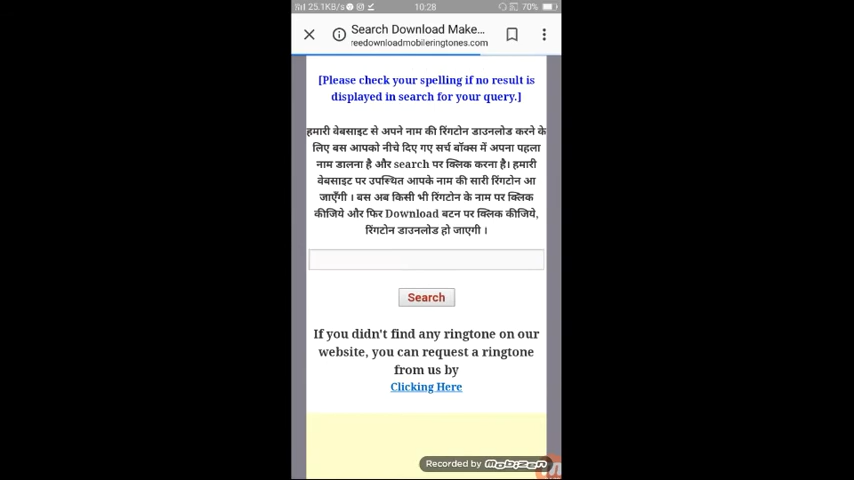 25.1KB/s
10:28
70%
Search Download Make...
reedownloadmobileringtones.com
[Please check your spelling if no result is
displayed in search for your query.]
हमारी वेबसाइट से अपने नाम की रिंगटोन डाउनलोड करने के
लिए बस आपको नीचे दिए गए सर्च बॉक्स में अपना पहला
नाम डालना है और search पर क्लिक करना है। हमारी
वेबसाइट पर उपस्थित आपके नाम की सारी रिंगटोन आ
जाएँगी । बस अब किसी भी रिंगटोन के नाम पर क्लिक
कीजिये और फिर Download बटन पर क्लिक कीजिये,
रिंगटोन डाउनलोड हो जाएगी ।
Search
If you didn't find any ringtone on our
website, you can request a ringtone
from us by
Clicking Here
Recorded by mobizen